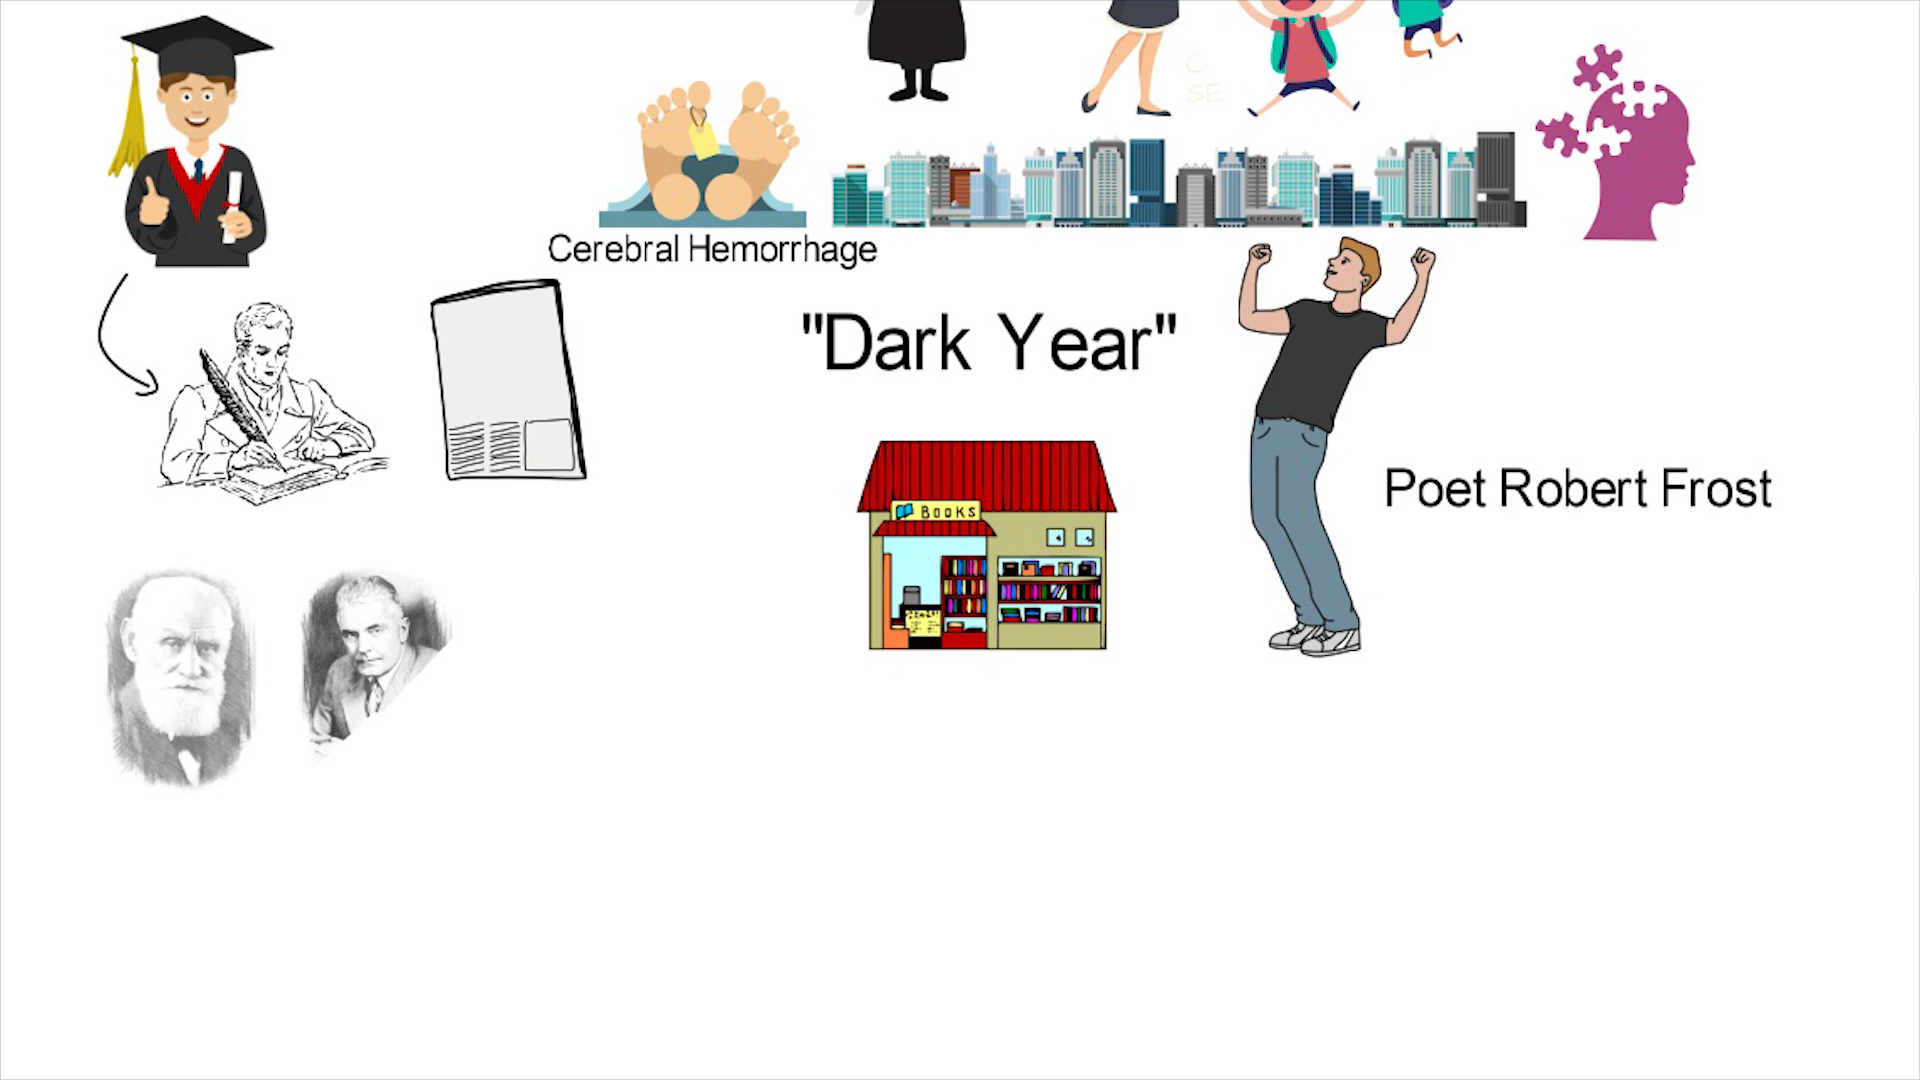 Cerebral Hemorrhage
"Dark Year"
BOOKS
Poet Robert Frost